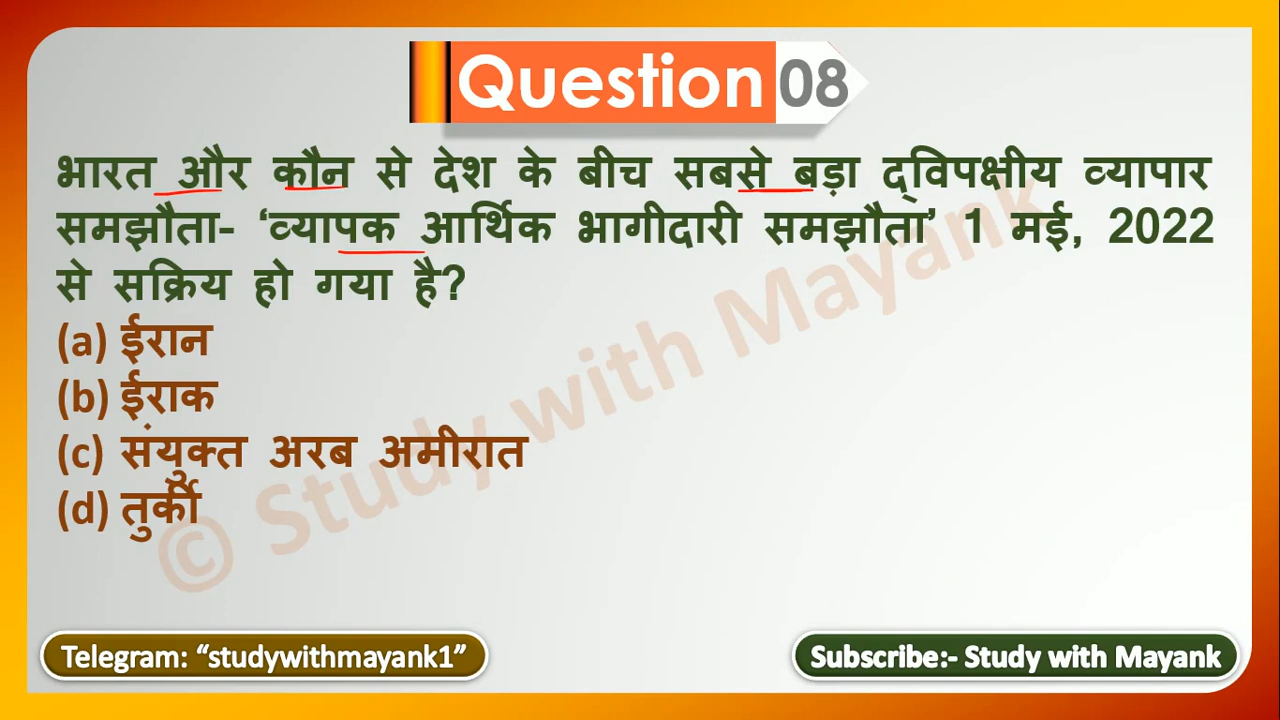 Question 08
भारत और कौन से देश के बीच सबसे बड़ा द्विपक्षीय व्यापार
समझौता- ‘व्यापक आर्थिक भागीदारी समझौता’ 1 मई, 2022
से सक्रिय हो गया है?
(a) ईरान
(b) ईराक
(c) संयुक्त अरब अमीरात
(d) तुर्की
© Study with Mayank
Telegram: “studywithmayank1”
Subscribe:- Study with Mayank